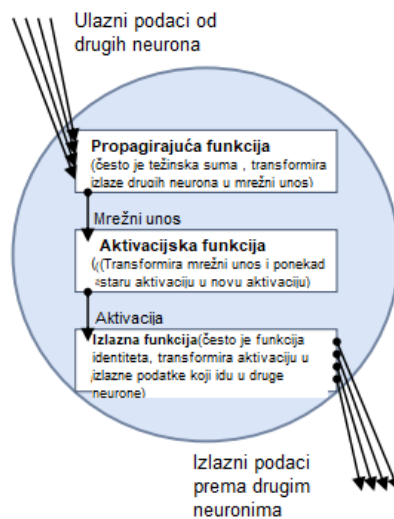 Ulazni podaci od
drugih neurona
Propagirajuća funkcija
(često je težinska suma , transformira
izlaze drugih neurona u mrežni unos)
Mrežni unos
Aktivacijska funkcija
((Transformira mrežni unos i ponekad
staru aktivaciju u novu aktivaciju)
Aktivacija
Izlazna funkcija(često je funkcija
identiteta, transformira aktivaciju u
izlazne podatke koji idu u druge
neurone)
Izlazni podaci
prema drugim
neuronima